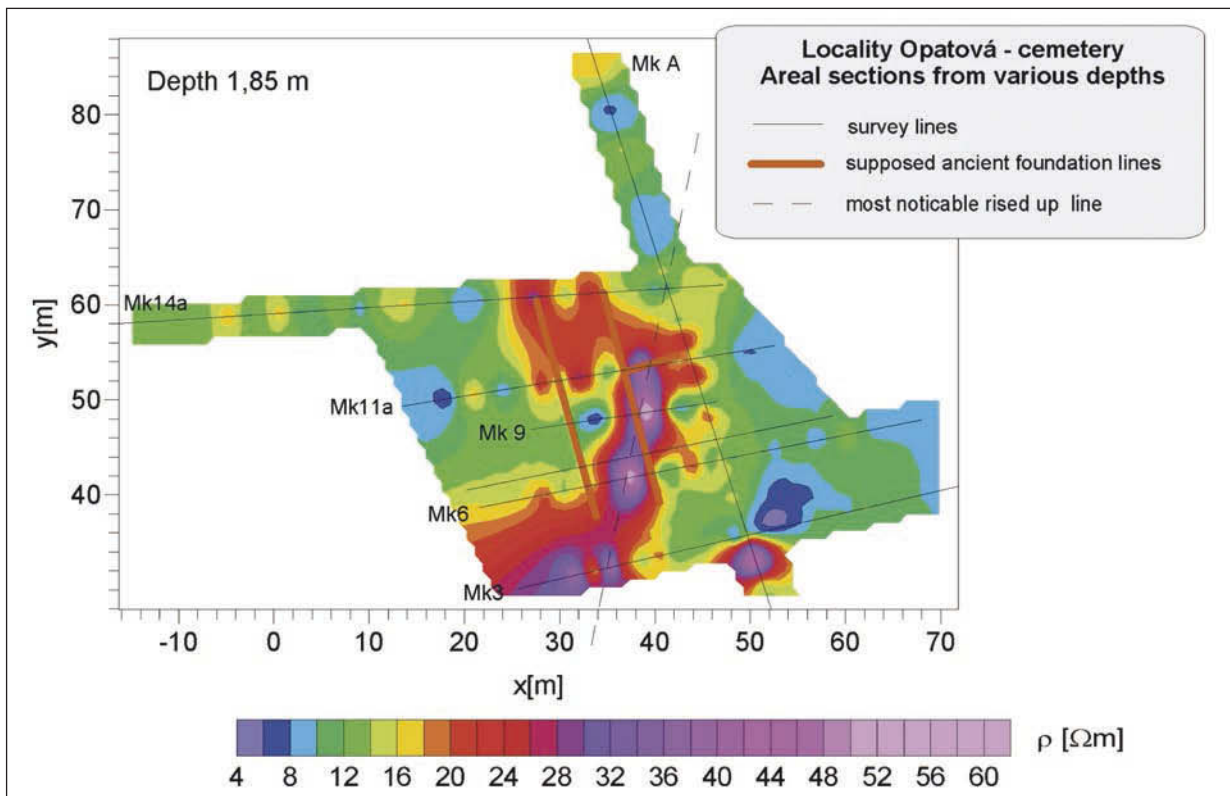 Locality Opatová - cemetery
Areal sections from various depths
survey lines
supposed ancient foundation lines
most noticable rised up line
Depth 1,85 m
Mk A
Mk14a
Mk11a
Mk 9
Mk6
Mk3
y[m]
80
70
60
50
40
-10 0 10 20 30 40 50 60 70
x[m]
4 8 12 16 20 24 28 32 36 40 44 48 52 56 60
ρ [Ωm]